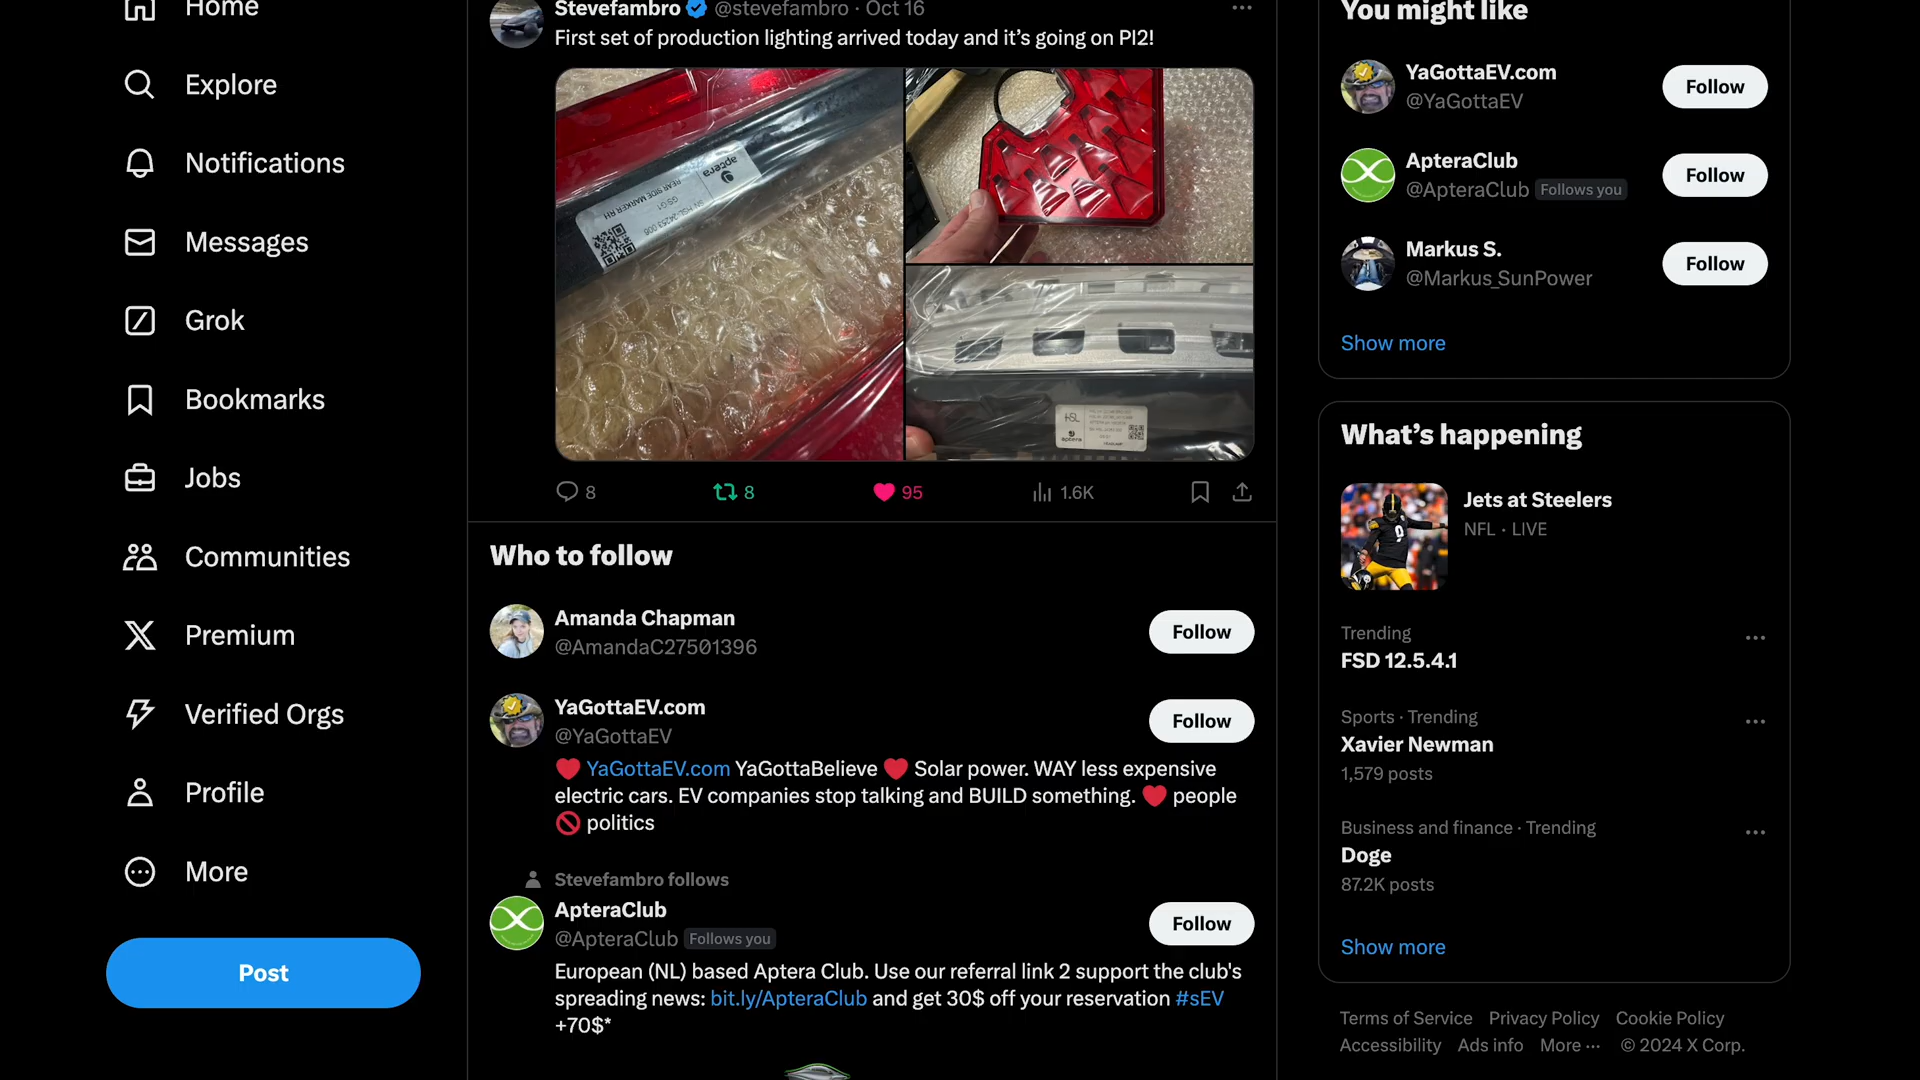 Home
Explore
Notifications
Messages
Grok
Bookmarks
Jobs
Communities
Premium
Verified Orgs
Profile
More
Post
Stevefambro @stevefambro · Oct 16
First set of production lighting arrived today and it's going on PI2!
aptera
REAR SIDE MARKER RH
HSL
aptera
8
8
95
1.6K
Who to follow
Amanda Chapman
@AmandaC27501396
Follow
YaGottaEV.com
@YaGottaEV
Follow
❤️ YaGottaEV.com YaGottaBelieve ❤️ Solar power. WAY less expensive
electric cars. EV companies stop talking and BUILD something. ❤️ people
🚫 politics
Stevefambro follows
ApteraClub
@ApteraClub Follows you
Follow
European (NL) based Aptera Club. Use our referral link 2 support the club's
spreading news: bit.ly/ApteraClub and get 30$ off your reservation #sEV
+70$*
You might like
YaGottaEV.com
@YaGottaEV
Follow
ApteraClub
@ApteraClub Follows you
Follow
Markus S.
@Markus_SunPower
Follow
Show more
What's happening
Jets at Steelers
NFL · LIVE
Trending
FSD 12.5.4.1
Sports · Trending
Xavier Newman
1,579 posts
Business and finance · Trending
Doge
87.2K posts
Show more
Terms of Service Privacy Policy Cookie Policy
Accessibility Ads info More ··· © 2024 X Corp.